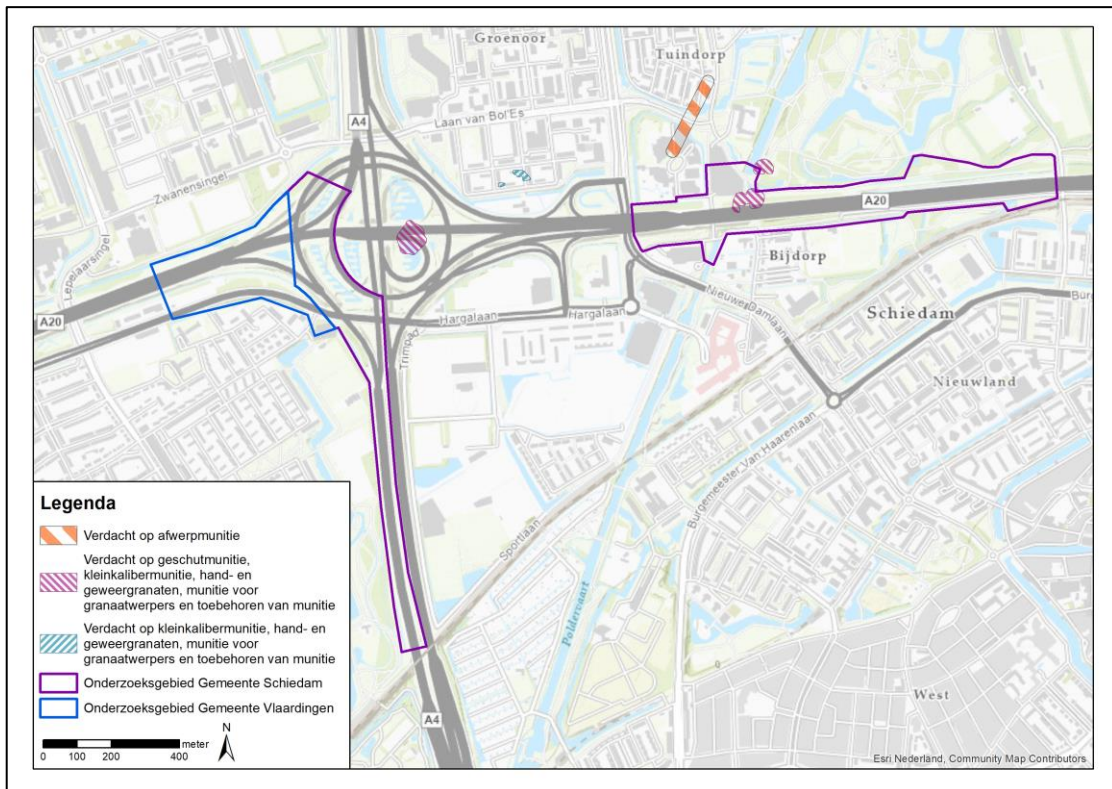 Groenoor
Tuindorp
A4
Laan van Bol'Es
Zwanensingel
Lepelaarsingel
A20
A20
Bijdorp
Nieuwe Damlaan
Schiedam
Hargalaan
Hargalaan
Trimpad
Nieuwland
Burgemeester Van Haarenlaan
Sportlaan
Poldervaart
West
A4
Legenda
Verdacht op afwerpmunitie
Verdacht op geschutmunitie,
kleinkalibermunitie, hand- en
geweergranaten, munitie voor
granaatwerpers en toebehoren van munitie
Verdacht op kleinkalibermunitie, hand- en
geweergranaten, munitie voor
granaatwerpers en toebehoren van munitie
Onderzoeksgebied Gemeente Schiedam
Onderzoeksgebied Gemeente Vlaardingen
N
0 100 200 400 meter
Esri Nederland, Community Map Contributors